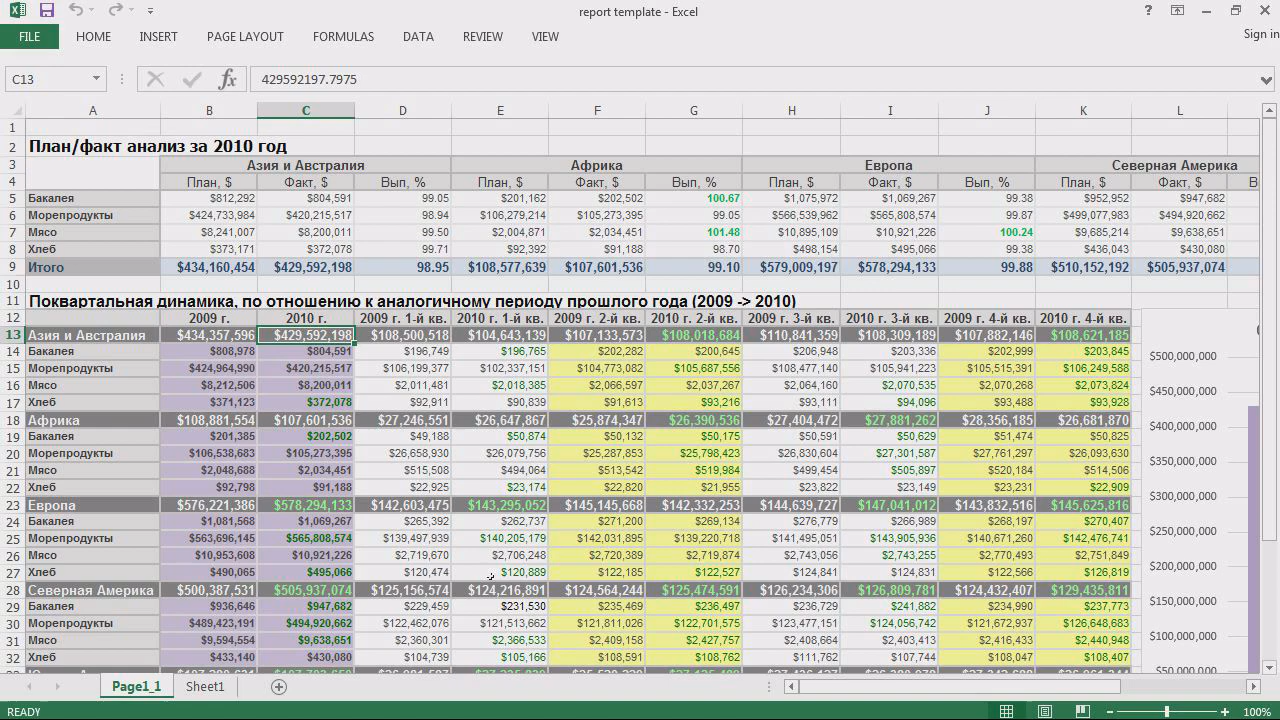 report template - Excel
?
FILE HOME INSERT PAGE LAYOUT FORMULAS DATA REVIEW VIEW Sign in
C13 fx 429592197.7975
A B C D E F G H I J K L
1
2 План/факт анализ за 2010 год
3 Азия и Австралия Африка Европа Северная Америка
4 План, $ Факт, $ Вып, % План, $ Факт, $ Вып, % План, $ Факт, $ Вып, % План, $ Факт, $ В
5 Бакалея $812,292 $804,591 99.05 $201,162 $202,502 100.67 $1,075,972 $1,069,267 99.38 $952,952 $947,682
6 Морепродукты $424,733,984 $420,215,517 98.94 $106,279,214 $105,273,395 99.05 $566,539,962 $565,808,574 99.87 $499,077,983 $494,920,662
7 Мясо $8,241,007 $8,200,011 99.50 $2,004,871 $2,034,451 101.48 $10,895,109 $10,921,226 100.24 $9,685,214 $9,638,651
8 Хлеб $373,171 $372,078 99.71 $92,392 $91,188 98.70 $498,154 $495,066 99.38 $436,043 $430,080
9 Итого $434,160,454 $429,592,198 98.95 $108,577,639 $107,601,536 99.10 $579,009,197 $578,294,133 99.88 $510,152,192 $505,937,074
10
11 Поквартальная динамика, по отношению к аналогичному периоду прошлого года (2009 -> 2010)
12 2009 г. 2010 г. 2009 г. 1-й кв. 2010 г. 1-й кв. 2009 г. 2-й кв. 2010 г. 2-й кв. 2009 г. 3-й кв. 2010 г. 3-й кв. 2009 г. 4-й кв. 2010 г. 4-й кв.
13 Азия и Австралия $434,357,596 $429,592,198 $108,500,518 $104,643,139 $107,133,573 $108,018,684 $110,841,359 $108,309,189 $107,882,146 $108,621,185
14 Бакалея $808,978 $804,591 $196,749 $196,765 $202,282 $200,645 $206,948 $203,336 $202,999 $203,845 $500,000,000
15 Морепродукты $424,964,990 $420,215,517 $106,199,377 $102,337,151 $104,773,082 $105,687,556 $108,477,140 $105,941,223 $105,515,391 $106,249,588
16 Мясо $8,212,506 $8,200,011 $2,011,481 $2,018,385 $2,066,597 $2,037,267 $2,064,160 $2,070,535 $2,070,268 $2,073,824 $450,000,000
17 Хлеб $371,123 $372,078 $92,911 $90,839 $91,613 $93,216 $93,111 $94,096 $93,488 $93,928
18 Африка $108,881,554 $107,601,536 $27,246,551 $26,647,867 $25,874,347 $26,390,536 $27,404,472 $27,881,262 $28,356,185 $26,681,870 $400,000,000
19 Бакалея $201,385 $202,502 $49,188 $50,874 $50,132 $50,175 $50,591 $50,629 $51,474 $50,825
20 Морепродукты $106,538,683 $105,273,395 $26,658,930 $26,079,756 $25,287,853 $25,798,423 $26,830,604 $27,301,587 $27,761,297 $26,093,630 $350,000,000
21 Мясо $2,048,688 $2,034,451 $515,508 $494,064 $513,542 $519,984 $499,454 $505,897 $520,184 $514,506
22 Хлеб $92,798 $91,188 $22,925 $23,174 $22,820 $21,955 $23,822 $23,149 $23,231 $22,909 $300,000,000
23 Европа $576,221,386 $578,294,133 $142,603,475 $143,295,052 $145,145,668 $142,332,253 $144,639,727 $147,041,012 $143,832,516 $145,625,816
24 Бакалея $1,081,568 $1,069,267 $265,392 $262,737 $271,200 $269,134 $276,779 $266,989 $268,197 $270,407 $250,000,000
25 Морепродукты $563,696,145 $565,808,574 $139,497,939 $140,205,179 $142,031,895 $139,220,718 $141,495,051 $143,905,936 $140,671,260 $142,476,741
26 Мясо $10,953,608 $10,921,226 $2,719,670 $2,706,248 $2,720,389 $2,719,874 $2,743,056 $2,743,255 $2,770,493 $2,751,849 $200,000,000
27 Хлеб $490,065 $495,066 $120,474 $120,889 $122,185 $122,527 $124,841 $124,831 $122,566 $126,819
28 Северная Америка $500,387,531 $505,937,074 $125,156,574 $124,216,891 $124,564,244 $125,474,591 $126,234,306 $126,809,781 $124,432,407 $129,435,811 $150,000,000
29 Бакалея $936,646 $947,682 $229,459 $231,530 $235,469 $236,497 $236,729 $241,882 $234,990 $237,773
30 Морепродукты $489,423,191 $494,920,662 $122,462,076 $121,513,662 $121,811,026 $122,701,575 $123,477,151 $124,056,742 $121,672,937 $126,648,683
31 Мясо $9,594,554 $9,638,651 $2,360,301 $2,366,533 $2,409,158 $2,427,757 $2,408,664 $2,403,413 $2,416,433 $2,440,948 $100,000,000
32 Хлеб $433,140 $430,080 $104,739 $105,166 $108,591 $108,762 $111,762 $107,744 $108,047 $108,407
Page1_1 Sheet1
READY 100%